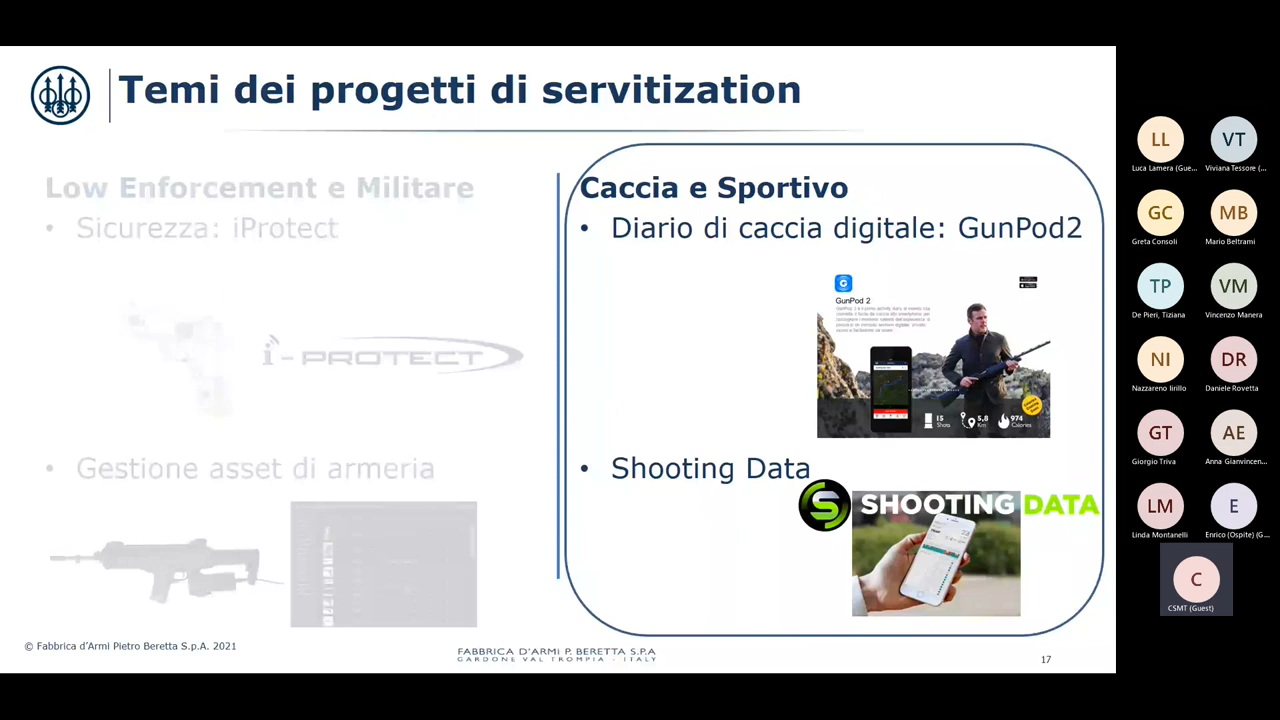 Temi dei progetti di servitization
Low Enforcement e Militare
• Sicurezza: iProtect
i-PROTECT
• Gestione asset di armeria
Caccia e Sportivo
• Diario di caccia digitale: GunPod2
GunPod 2
15
Shots
5,8
Km
974
Calories
• Shooting Data
SHOOTING DATA
© Fabbrica d'Armi Pietro Beretta S.p.A. 2021
FABBRICA D'ARMI P. BERETTA S.P.A
GARDONE VAL TROMPIA - ITALY
17
LL
Luca Lamera (Gue...
VT
Viviana Tessore (...
GC
Greta Consoli
MB
Mario Beltrami
TP
De Pieri, Tiziana
VM
Vincenzo Manera
NI
Nazzareno Iirillo
DR
Daniele Rovetta
GT
Giorgio Triva
AE
Anna Gianvincen...
LM
Linda Montanelli
E
Enrico (Ospite) (G...
C
CSMT (Guest)